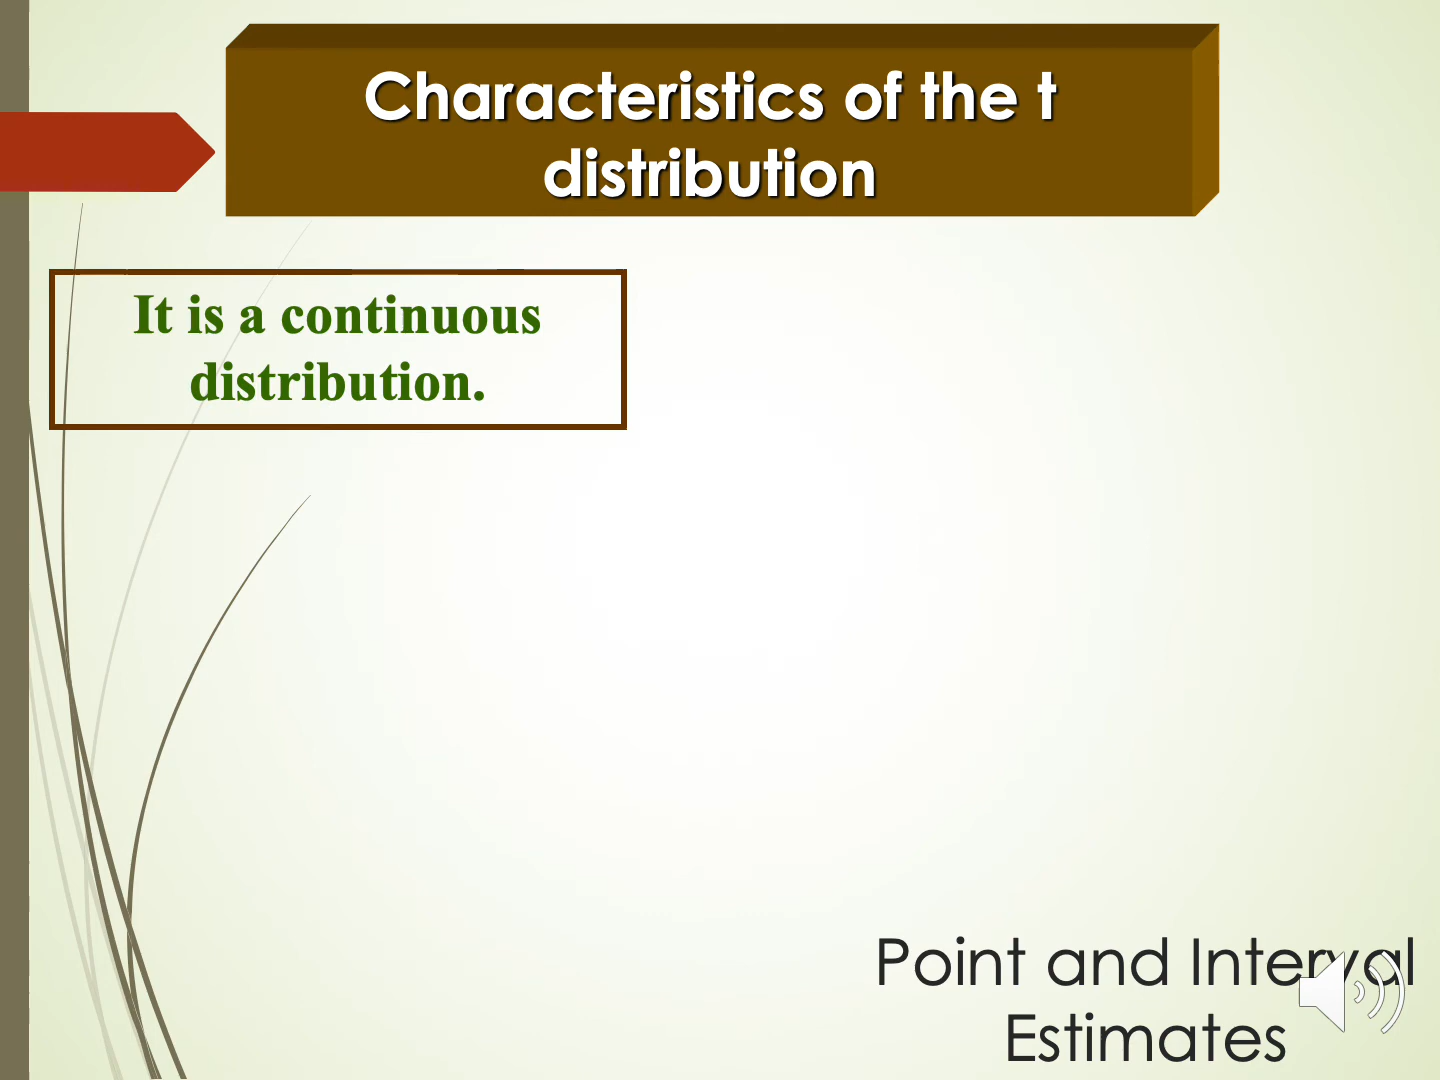 Characteristics of the t
distribution
It is a continuous
distribution.
Point and Interval
Estimates